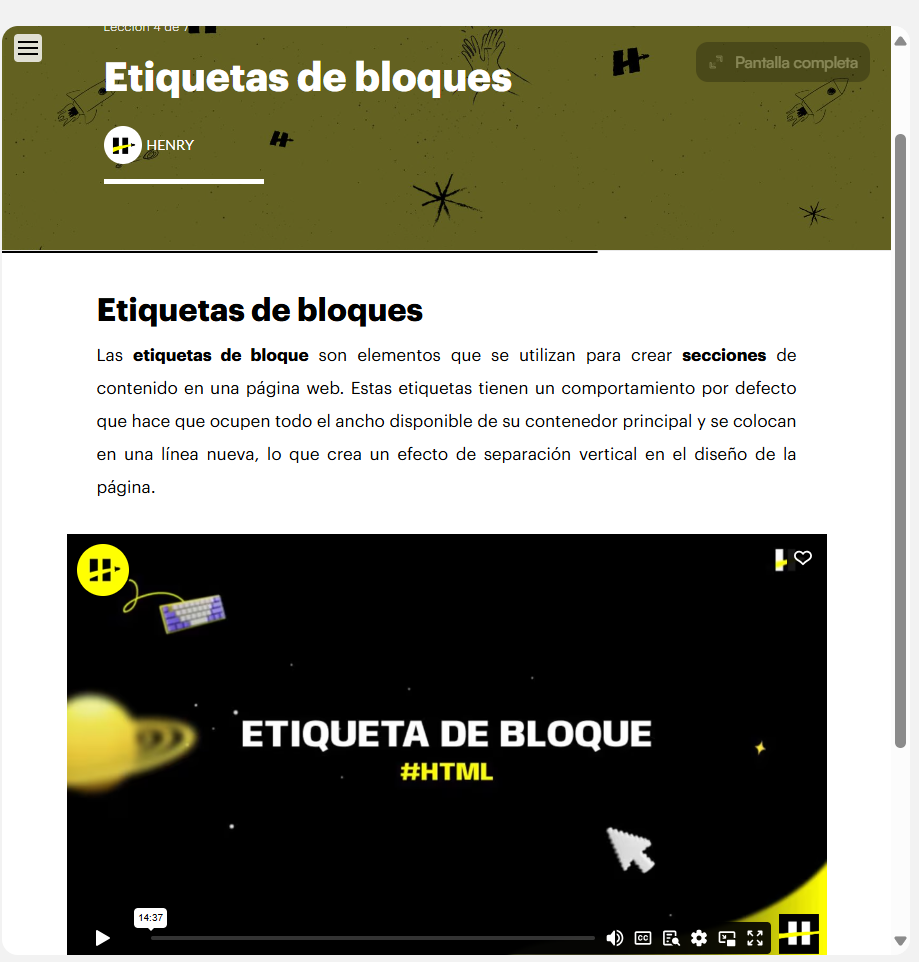 Lección 4 de 7
Pantalla completa
Etiquetas de bloques
HENRY
Etiquetas de bloques
Las etiquetas de bloque son elementos que se utilizan para crear secciones de
contenido en una página web. Estas etiquetas tienen un comportamiento por defecto
que hace que ocupen todo el ancho disponible de su contenedor principal y se colocan
en una línea nueva, lo que crea un efecto de separación vertical en el diseño de la
página.
ETIQUETA DE BLOQUE
#HTML
14:37
CC